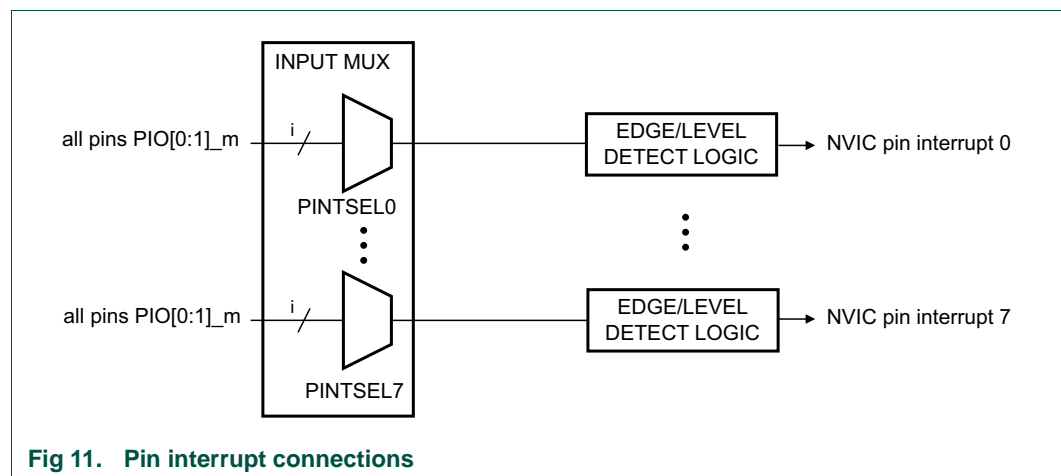 INPUT MUX
all pins PIO[0:1]_m
i
PINTSEL0
EDGE/LEVEL
DETECT LOGIC
NVIC pin interrupt 0
all pins PIO[0:1]_m
i
PINTSEL7
EDGE/LEVEL
DETECT LOGIC
NVIC pin interrupt 7
Fig 11. Pin interrupt connections